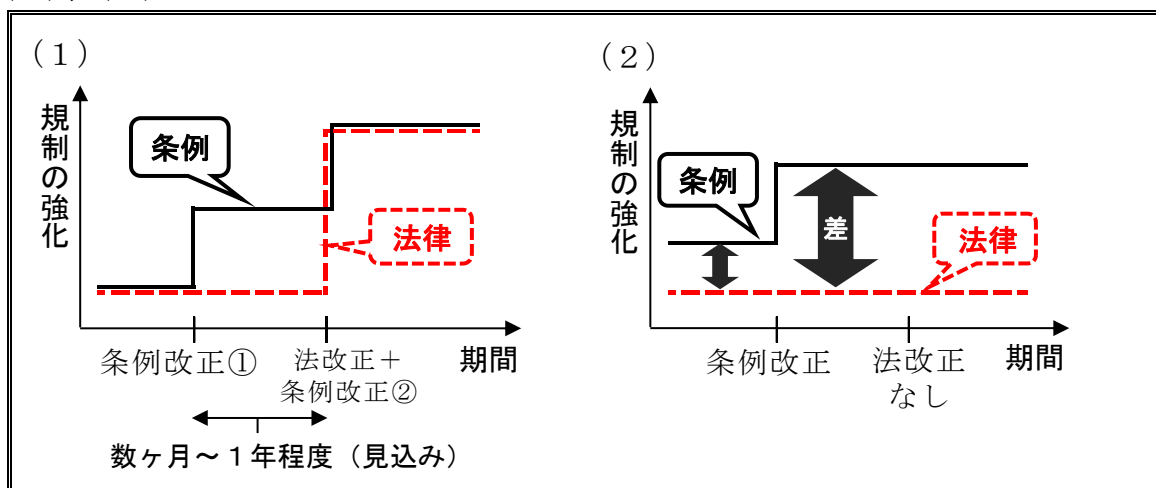 （１）
規制の強化
条例
法律
条例改正①
法改正＋
条例改正②
期間
数ヶ月～１年程度（見込み）
（２）
規制の強化
条例
差
法律
条例改正
法改正
なし
期間